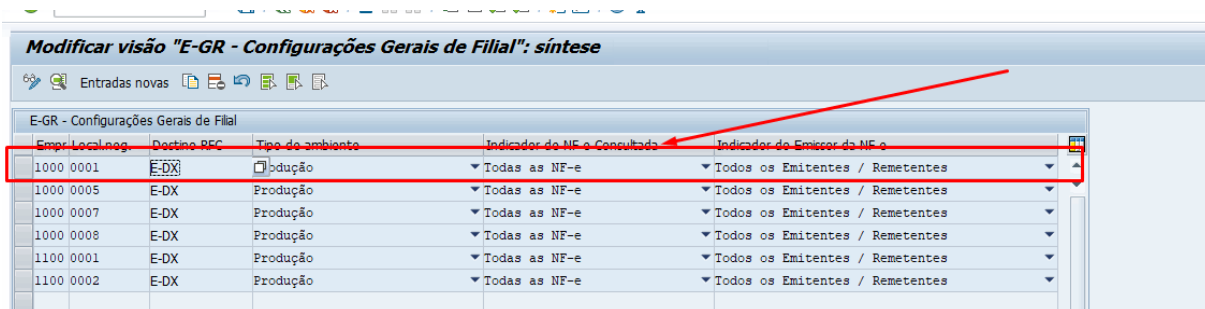 Modificar visão "E-GR - Configurações Gerais de Filial": síntese
Entradas novas
E-GR - Configurações Gerais de Filial
Empr Local.neg. Destino RFC Tipo de ambiente Indicador de NF-e Consultada Indicador de Emissor da NF-e
1000 0001 E-DX odução Todas as NF-e Todos os Emitentes / Remetentes
1000 0005 E-DX Produção Todas as NF-e Todos os Emitentes / Remetentes
1000 0007 E-DX Produção Todas as NF-e Todos os Emitentes / Remetentes
1000 0008 E-DX Produção Todas as NF-e Todos os Emitentes / Remetentes
1100 0001 E-DX Produção Todas as NF-e Todos os Emitentes / Remetentes
1100 0002 E-DX Produção Todas as NF-e Todos os Emitentes / Remetentes